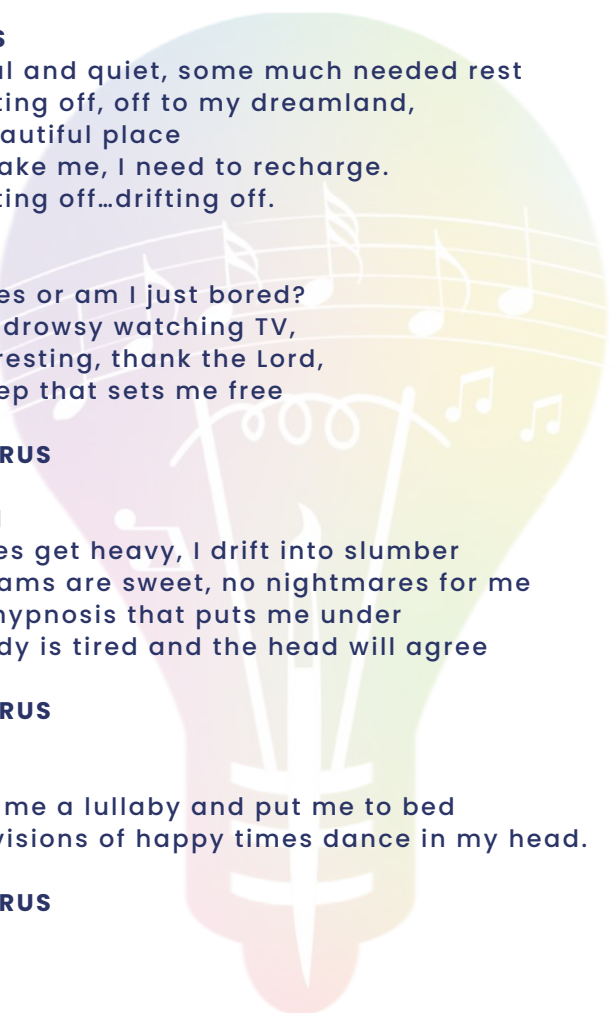 S
l and quiet, some much needed rest
ting off, off to my dreamland,
autiful place
ake me, I need to recharge.
ting off…drifting off.
es or am I just bored?
drowsy watching TV,
resting, thank the Lord,
ep that sets me free
RUS
es get heavy, I drift into slumber
ams are sweet, no nightmares for me
hypnosis that puts me under
dy is tired and the head will agree
RUS
me a lullaby and put me to bed
visions of happy times dance in my head.
RUS